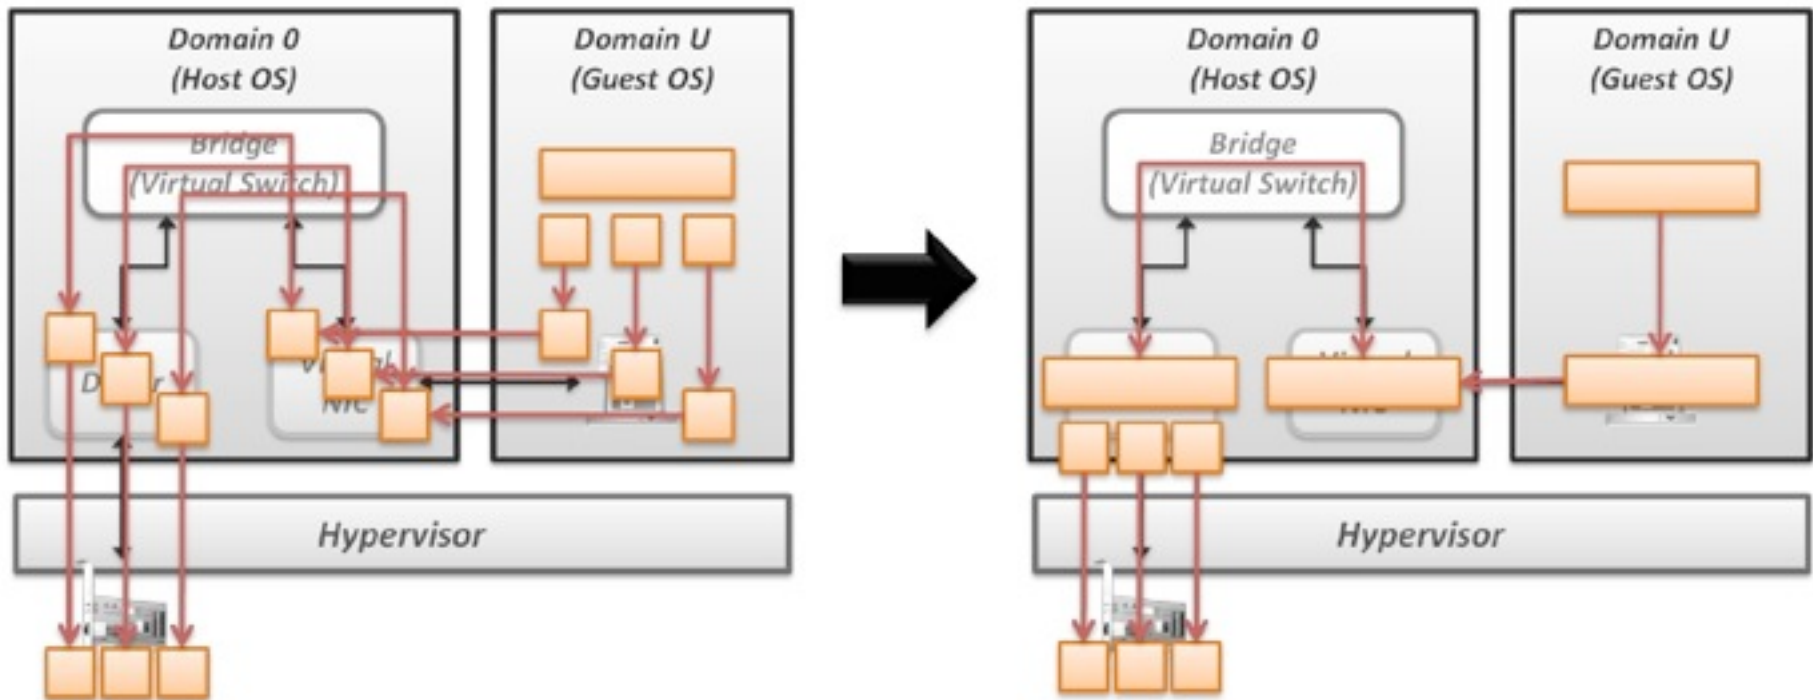 Domain 0
(Host OS)
Domain U
(Guest OS)
Bridge
(Virtual Switch)
Hypervisor
Domain 0
(Host OS)
Domain U
(Guest OS)
Bridge
(Virtual Switch)
Hypervisor